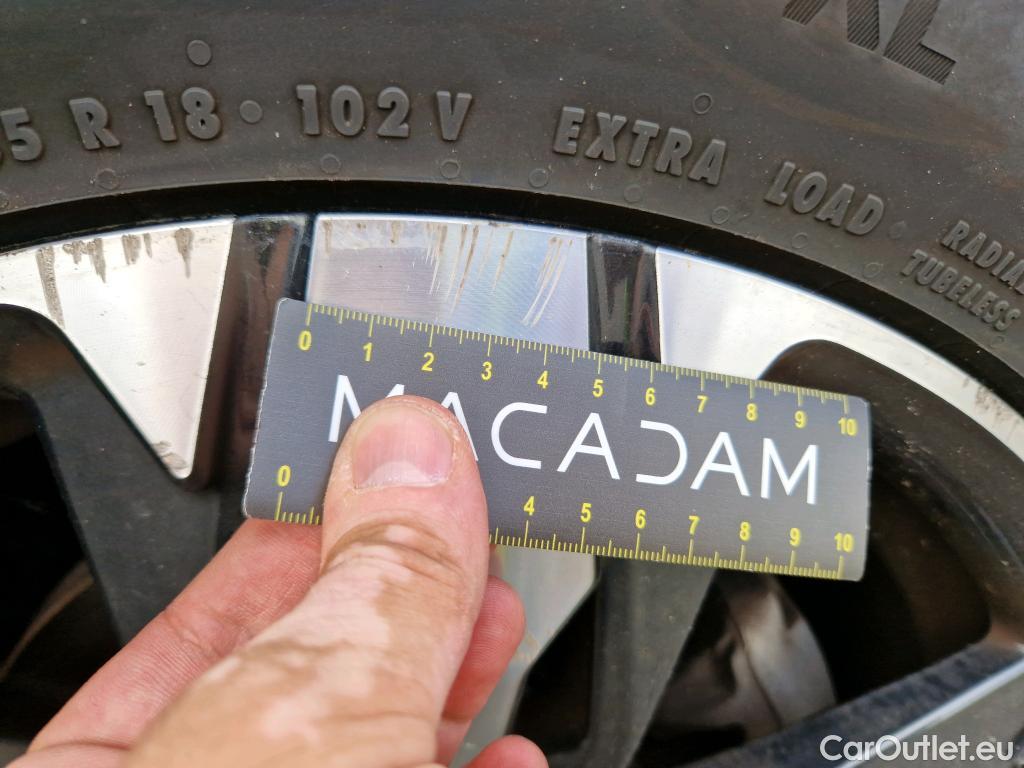 5 R 18 · 102 V EXTRA LOAD ·
RADIAL
TUBELESS
XL
0 1 2 3 4 5 6 7 8 9 10
MACADAM
0 4 5 6 7 8 9 10
CarOutlet.eu